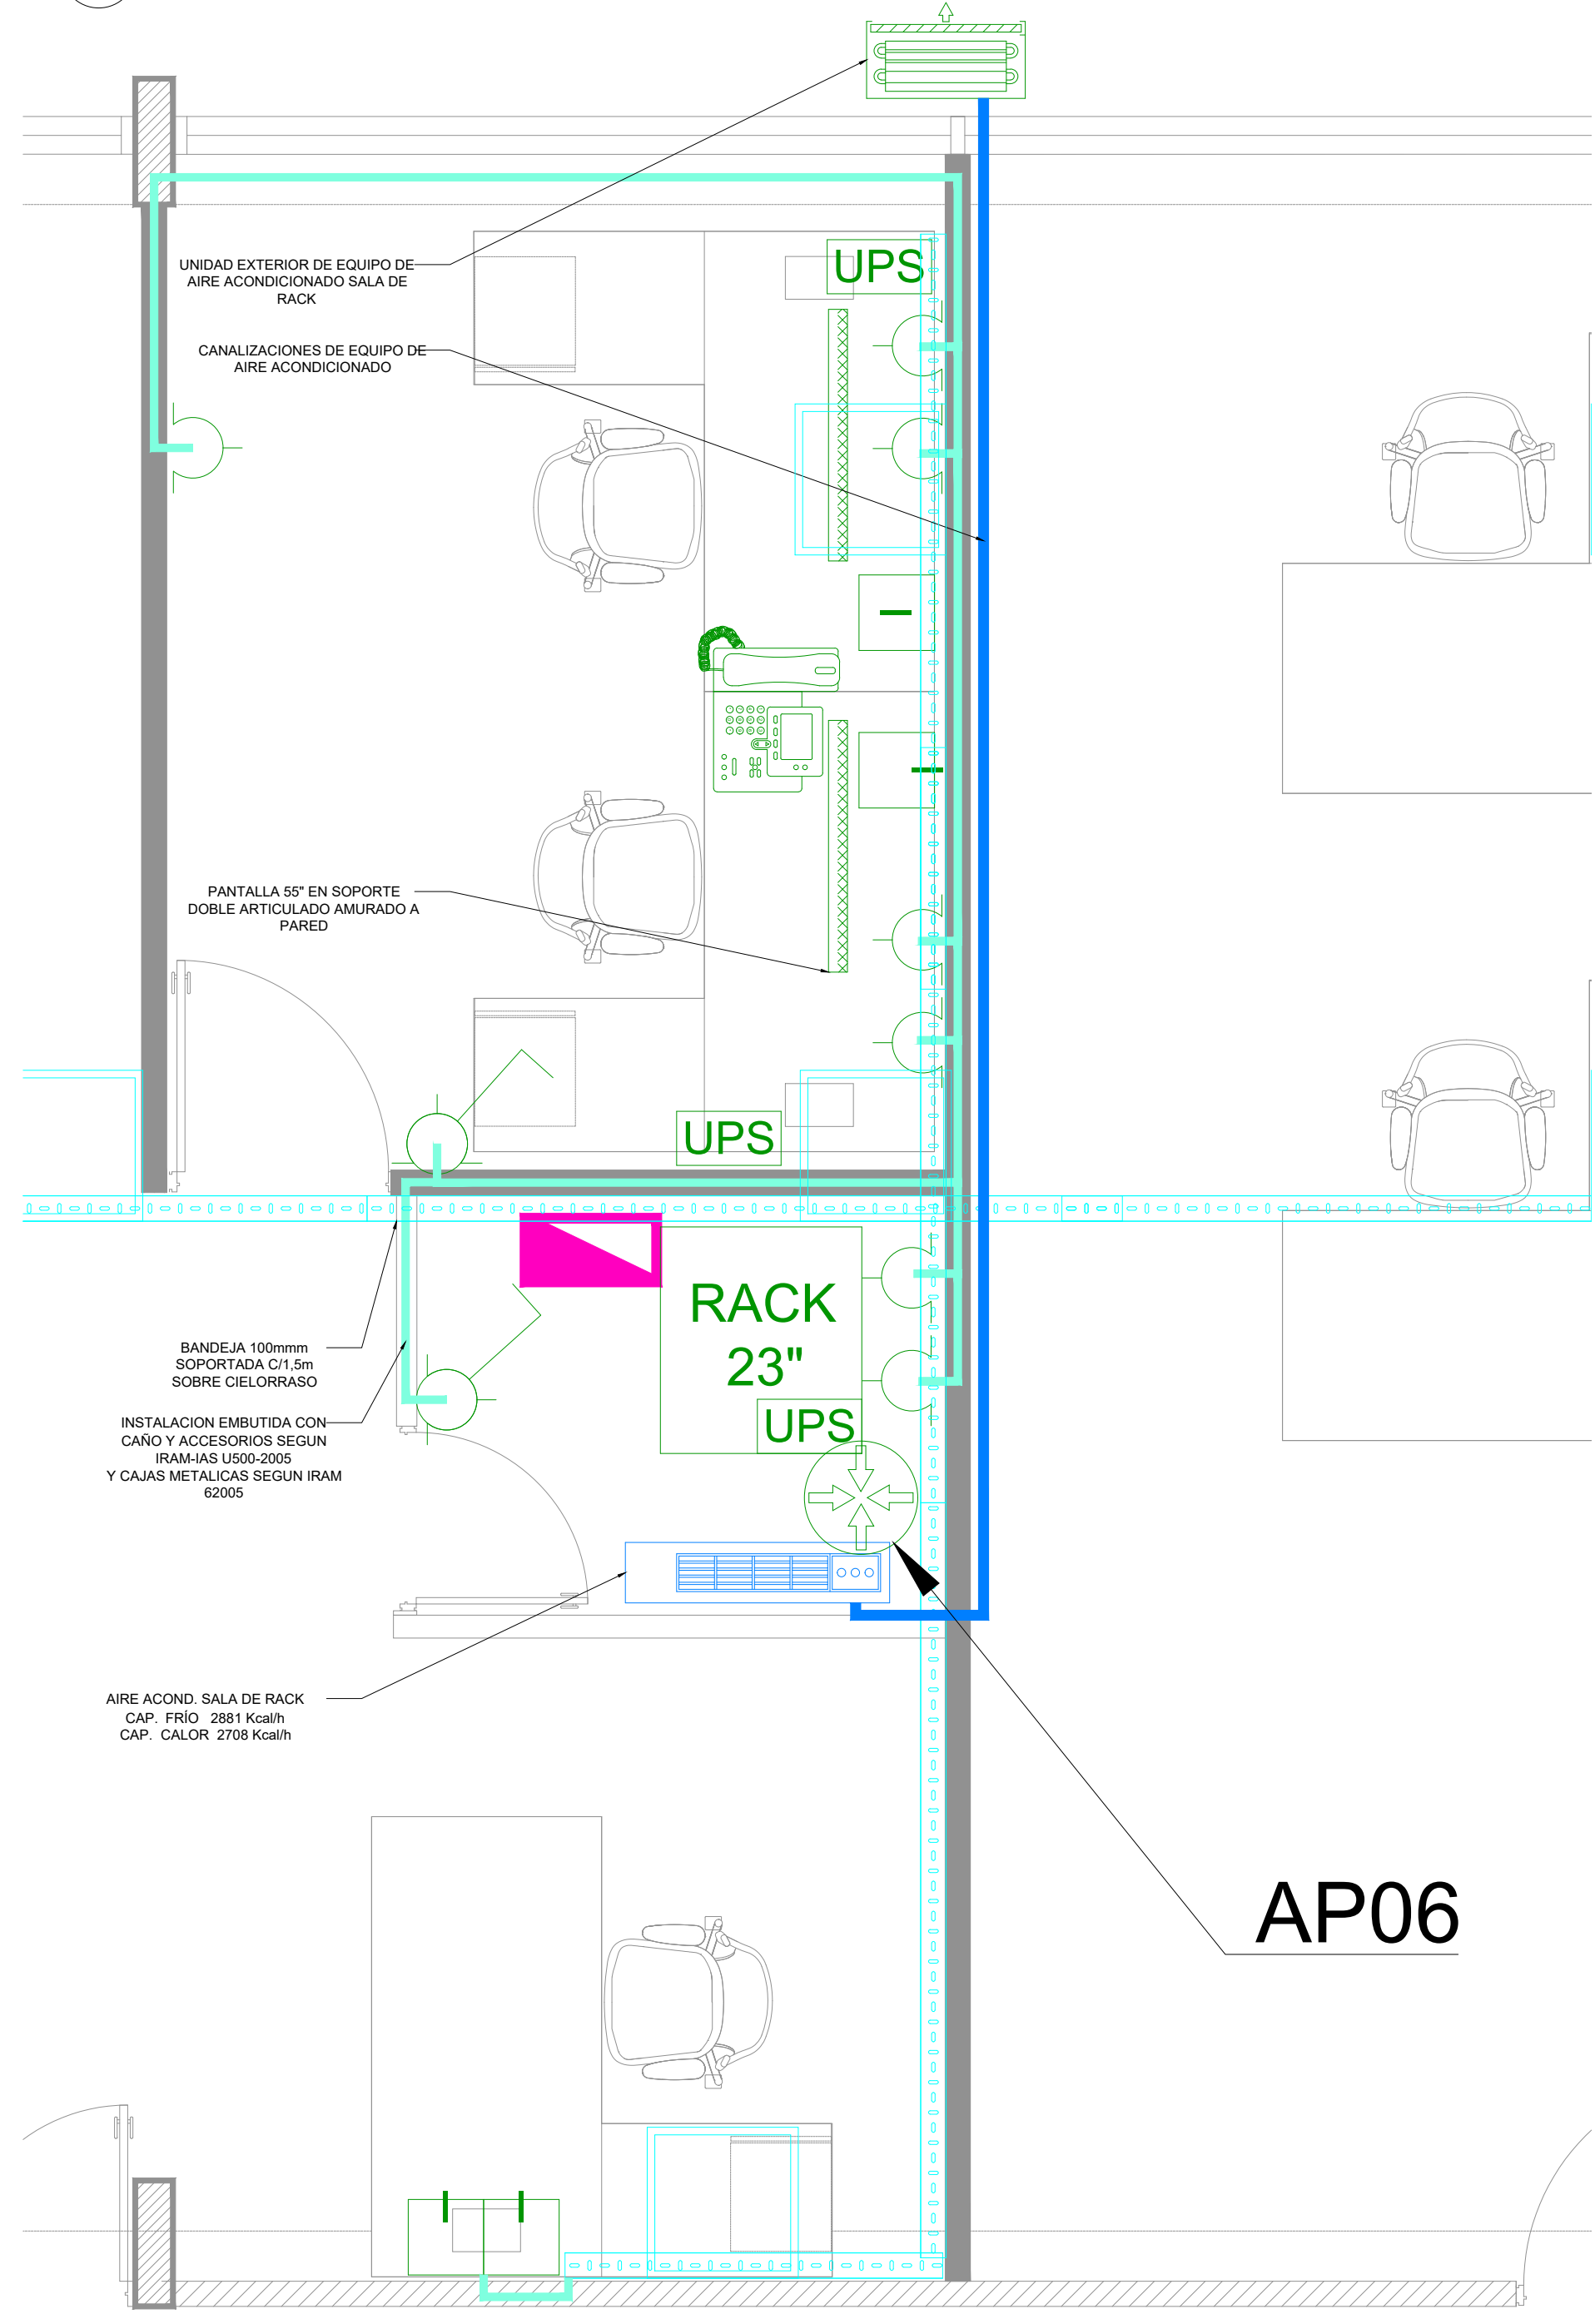 UNIDAD EXTERIOR DE EQUIPO DE
AIRE ACONDICIONADO SALA DE
RACK
UPS
CANALIZACIONES DE EQUIPO DE
AIRE ACONDICIONADO
PANTALLA 55" EN SOPORTE
DOBLE ARTICULADO AMURADO A
PARED
UPS
RACK
23"
UPS
BANDEJA 100mmm
SOPORTADA C/1,5m
SOBRE CIELORRASO
INSTALACION EMBUTIDA CON
CAÑO Y ACCESORIOS SEGUN
IRAM-IAS U500-2005
Y CAJAS METALICAS SEGUN IRAM
62005
AIRE ACOND. SALA DE RACK
CAP. FRÍO 2881 Kcal/h
CAP. CALOR 2708 Kcal/h
AP06